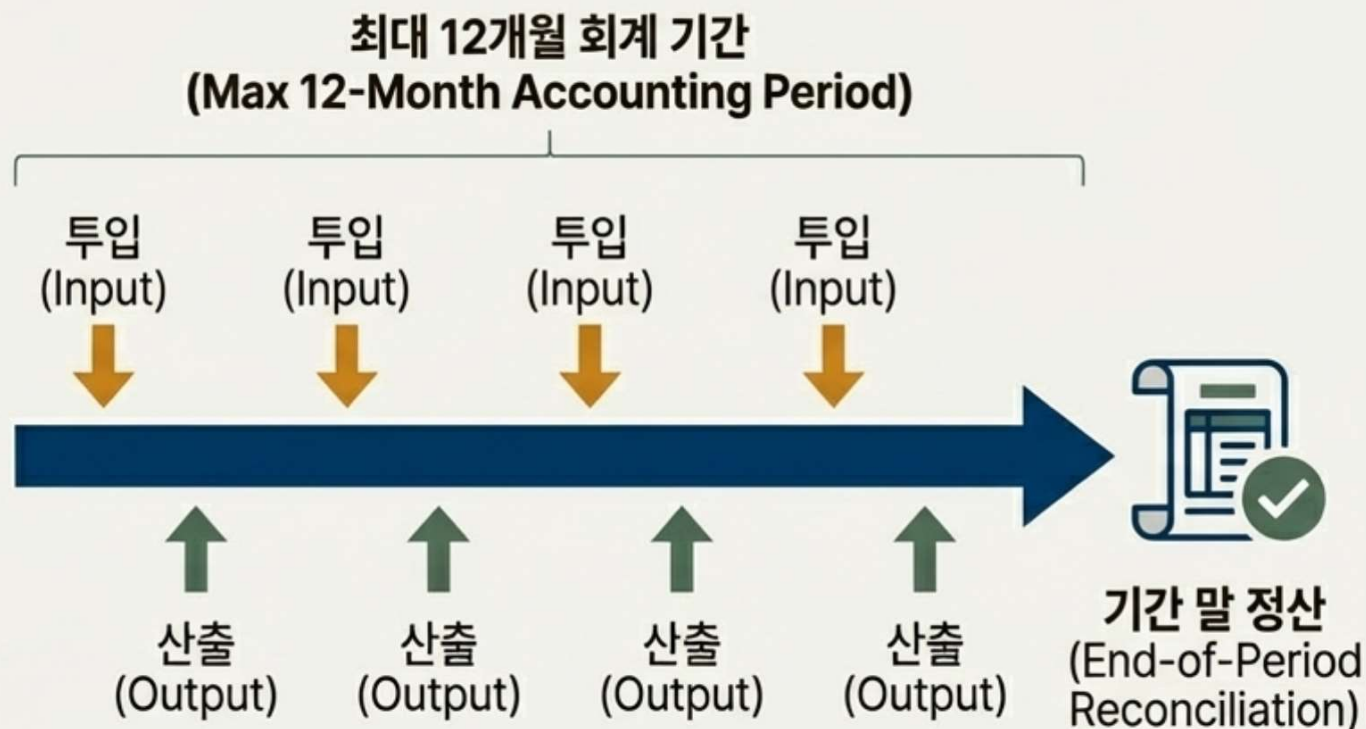 최대 12개월 회계 기간
(Max 12-Month Accounting Period)
투입
(Input)
투입
(Input)
투입
(Input)
투입
(Input)
산출
(Output)
산출
(Output)
산출
(Output)
산출
(Output)
기간 말 정산
(End-of-Period
Reconciliation)